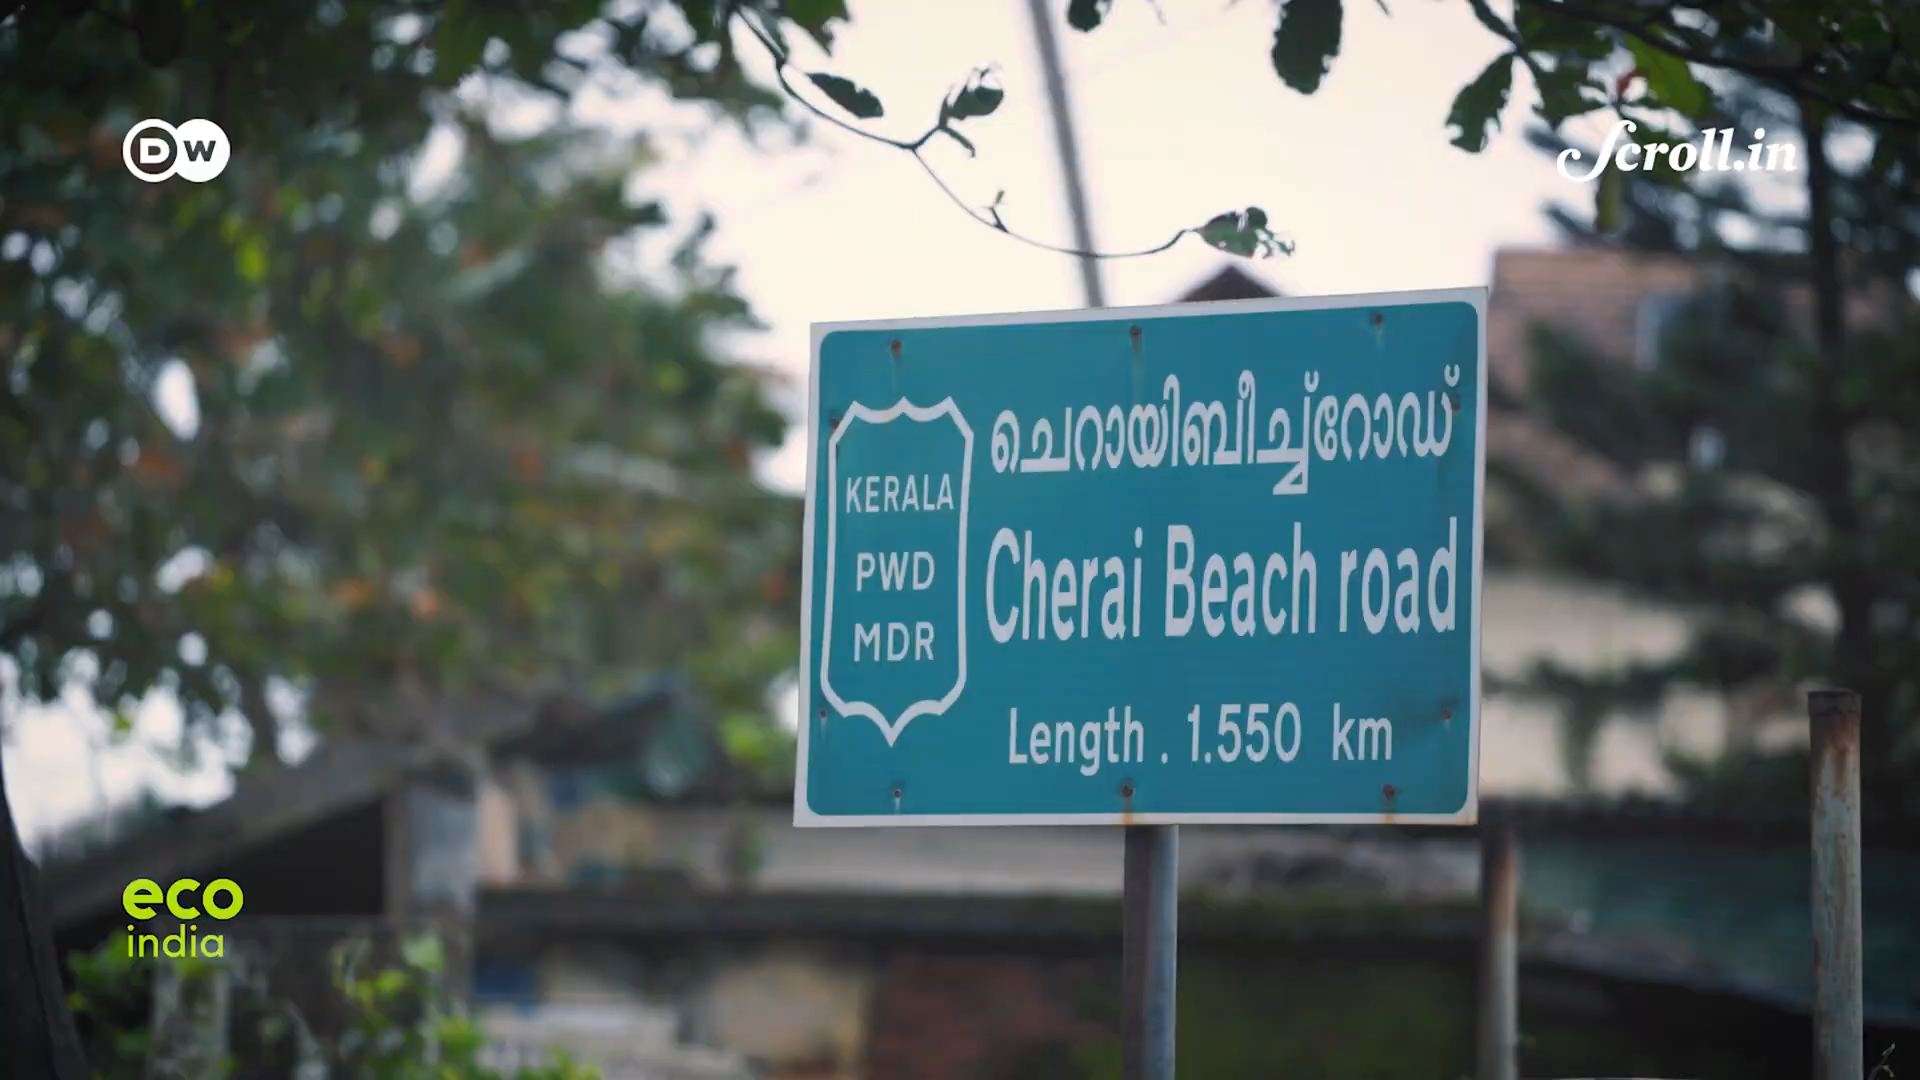 DW
Scroll.in
ചെറായിബീച്ച്റോഡ്
KERALA
PWD
MDR
Cherai Beach road
Length . 1.550 km
eco
india